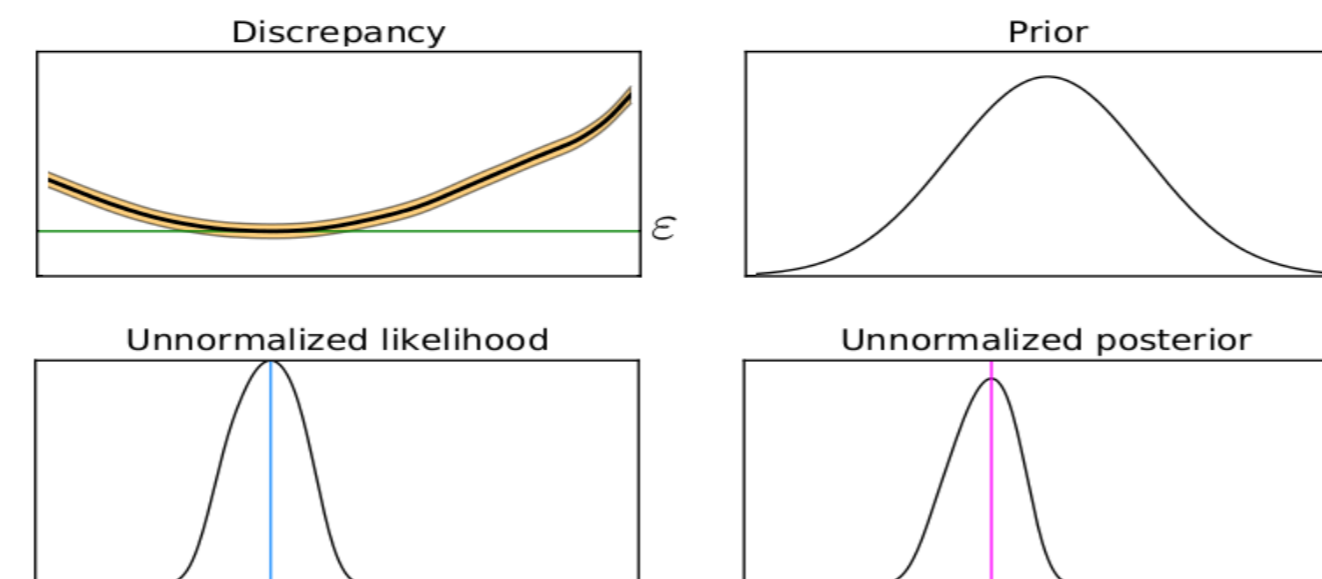 Discrepancy
Prior
ε
Unnormalized likelihood
Unnormalized posterior